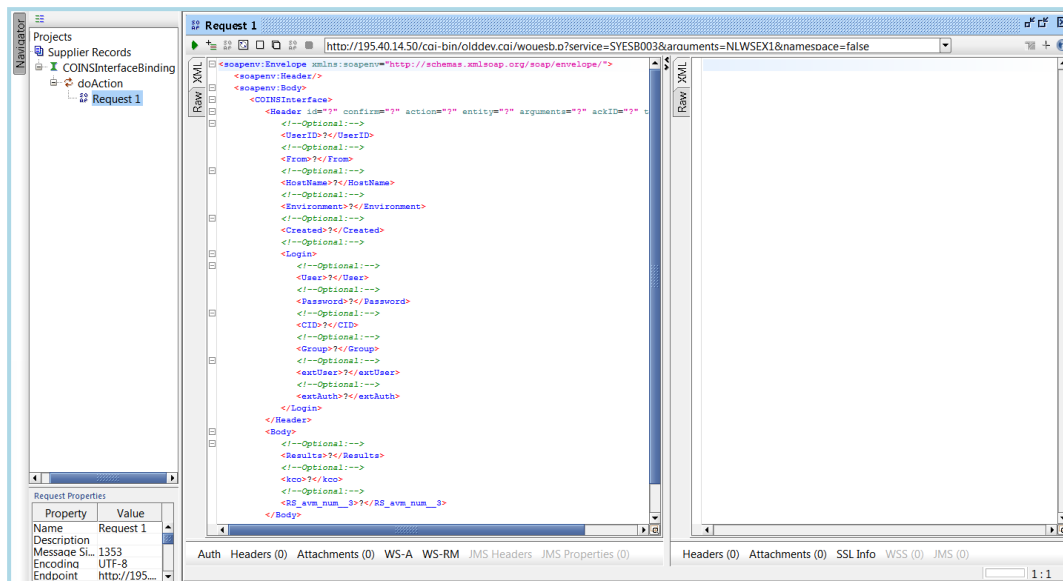 Navigator
Projects
Supplier Records
COINSInterfaceBinding
doAction
Request 1
Request Properties
Property Value
Name Request 1
Description
Message Si... 1353
Encoding UTF-8
Endpoint http://195....
Request 1
http://195.40.14.50/cgi-bin/olddev.cgi/wouesb.p?service=SYESB003&arguments=NLWSEX1&namespace=false
XML
Raw
<soapenv:Envelope xmlns:soapenv="http://schemas.xmlsoap.org/soap/envelope/">
<soapenv:Header/>
<soapenv:Body>
<COINSInterface>
<Header id="?" confirm="?" action="?" entity="?" arguments="?" ackID="?" t
<!--Optional:-->
<UserID>?</UserID>
<!--Optional:-->
<From>?</From>
<!--Optional:-->
<HostName>?</HostName>
<!--Optional:-->
<Environment>?</Environment>
<!--Optional:-->
<Created>?</Created>
<!--Optional:-->
<Login>
<!--Optional:-->
<User>?</User>
<!--Optional:-->
<Password>?</Password>
<!--Optional:-->
<CID>?</CID>
<!--Optional:-->
<Group>?</Group>
<!--Optional:-->
<extUser>?</extUser>
<!--Optional:-->
<extAuth>?</extAuth>
</Login>
</Header>
<Body>
<!--Optional:-->
<Results>?</Results>
<!--Optional:-->
<kco>?</kco>
<!--Optional:-->
<RS_avm_num__3>?</RS_avm_num__3>
</Body>
Auth Headers (0) Attachments (0) WS-A WS-RM JMS Headers JMS Properties (0)
XML
Raw
Headers (0) Attachments (0) SSL Info WSS (0) JMS (0)
1 : 1